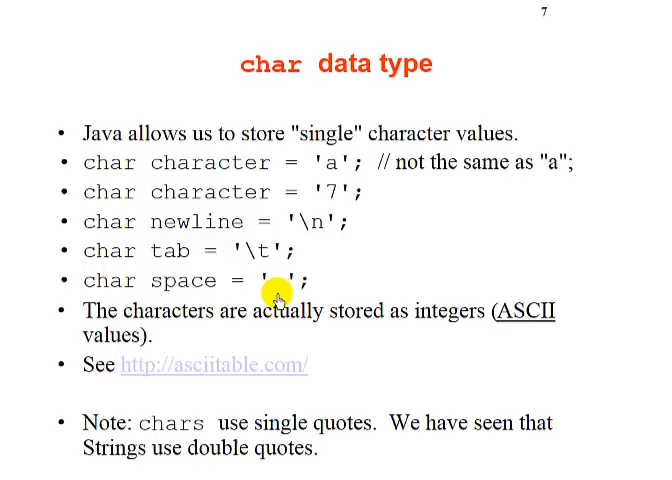 7
char data type
• Java allows us to store "single" character values.
• char character = 'a'; // not the same as "a";
• char character = '7';
• char newline = '\n';
• char tab = '\t';
• char space = ' ';
• The characters are actually stored as integers (ASCII
values).
• See http://asciitable.com/
• Note: chars use single quotes. We have seen that
Strings use double quotes.